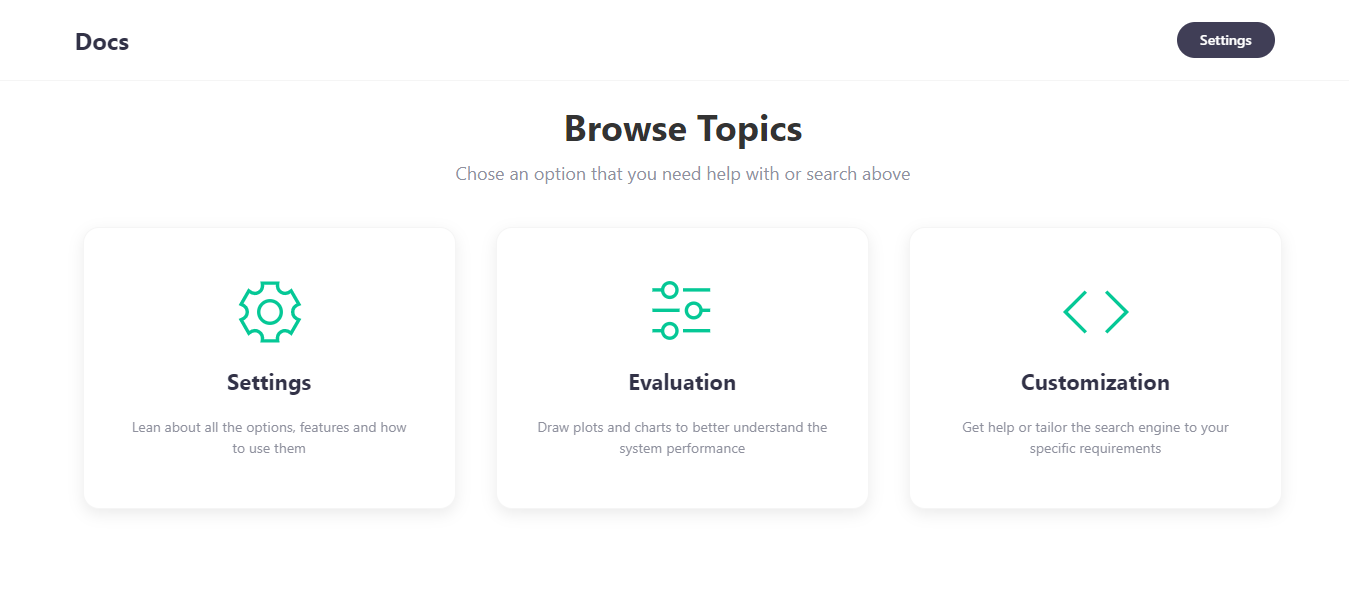 Docs
Settings
Browse Topics
Chose an option that you need help with or search above
Settings
Lean about all the options, features and how
to use them
Evaluation
Draw plots and charts to better understand the
system performance
Customization
Get help or tailor the search engine to your
specific requirements